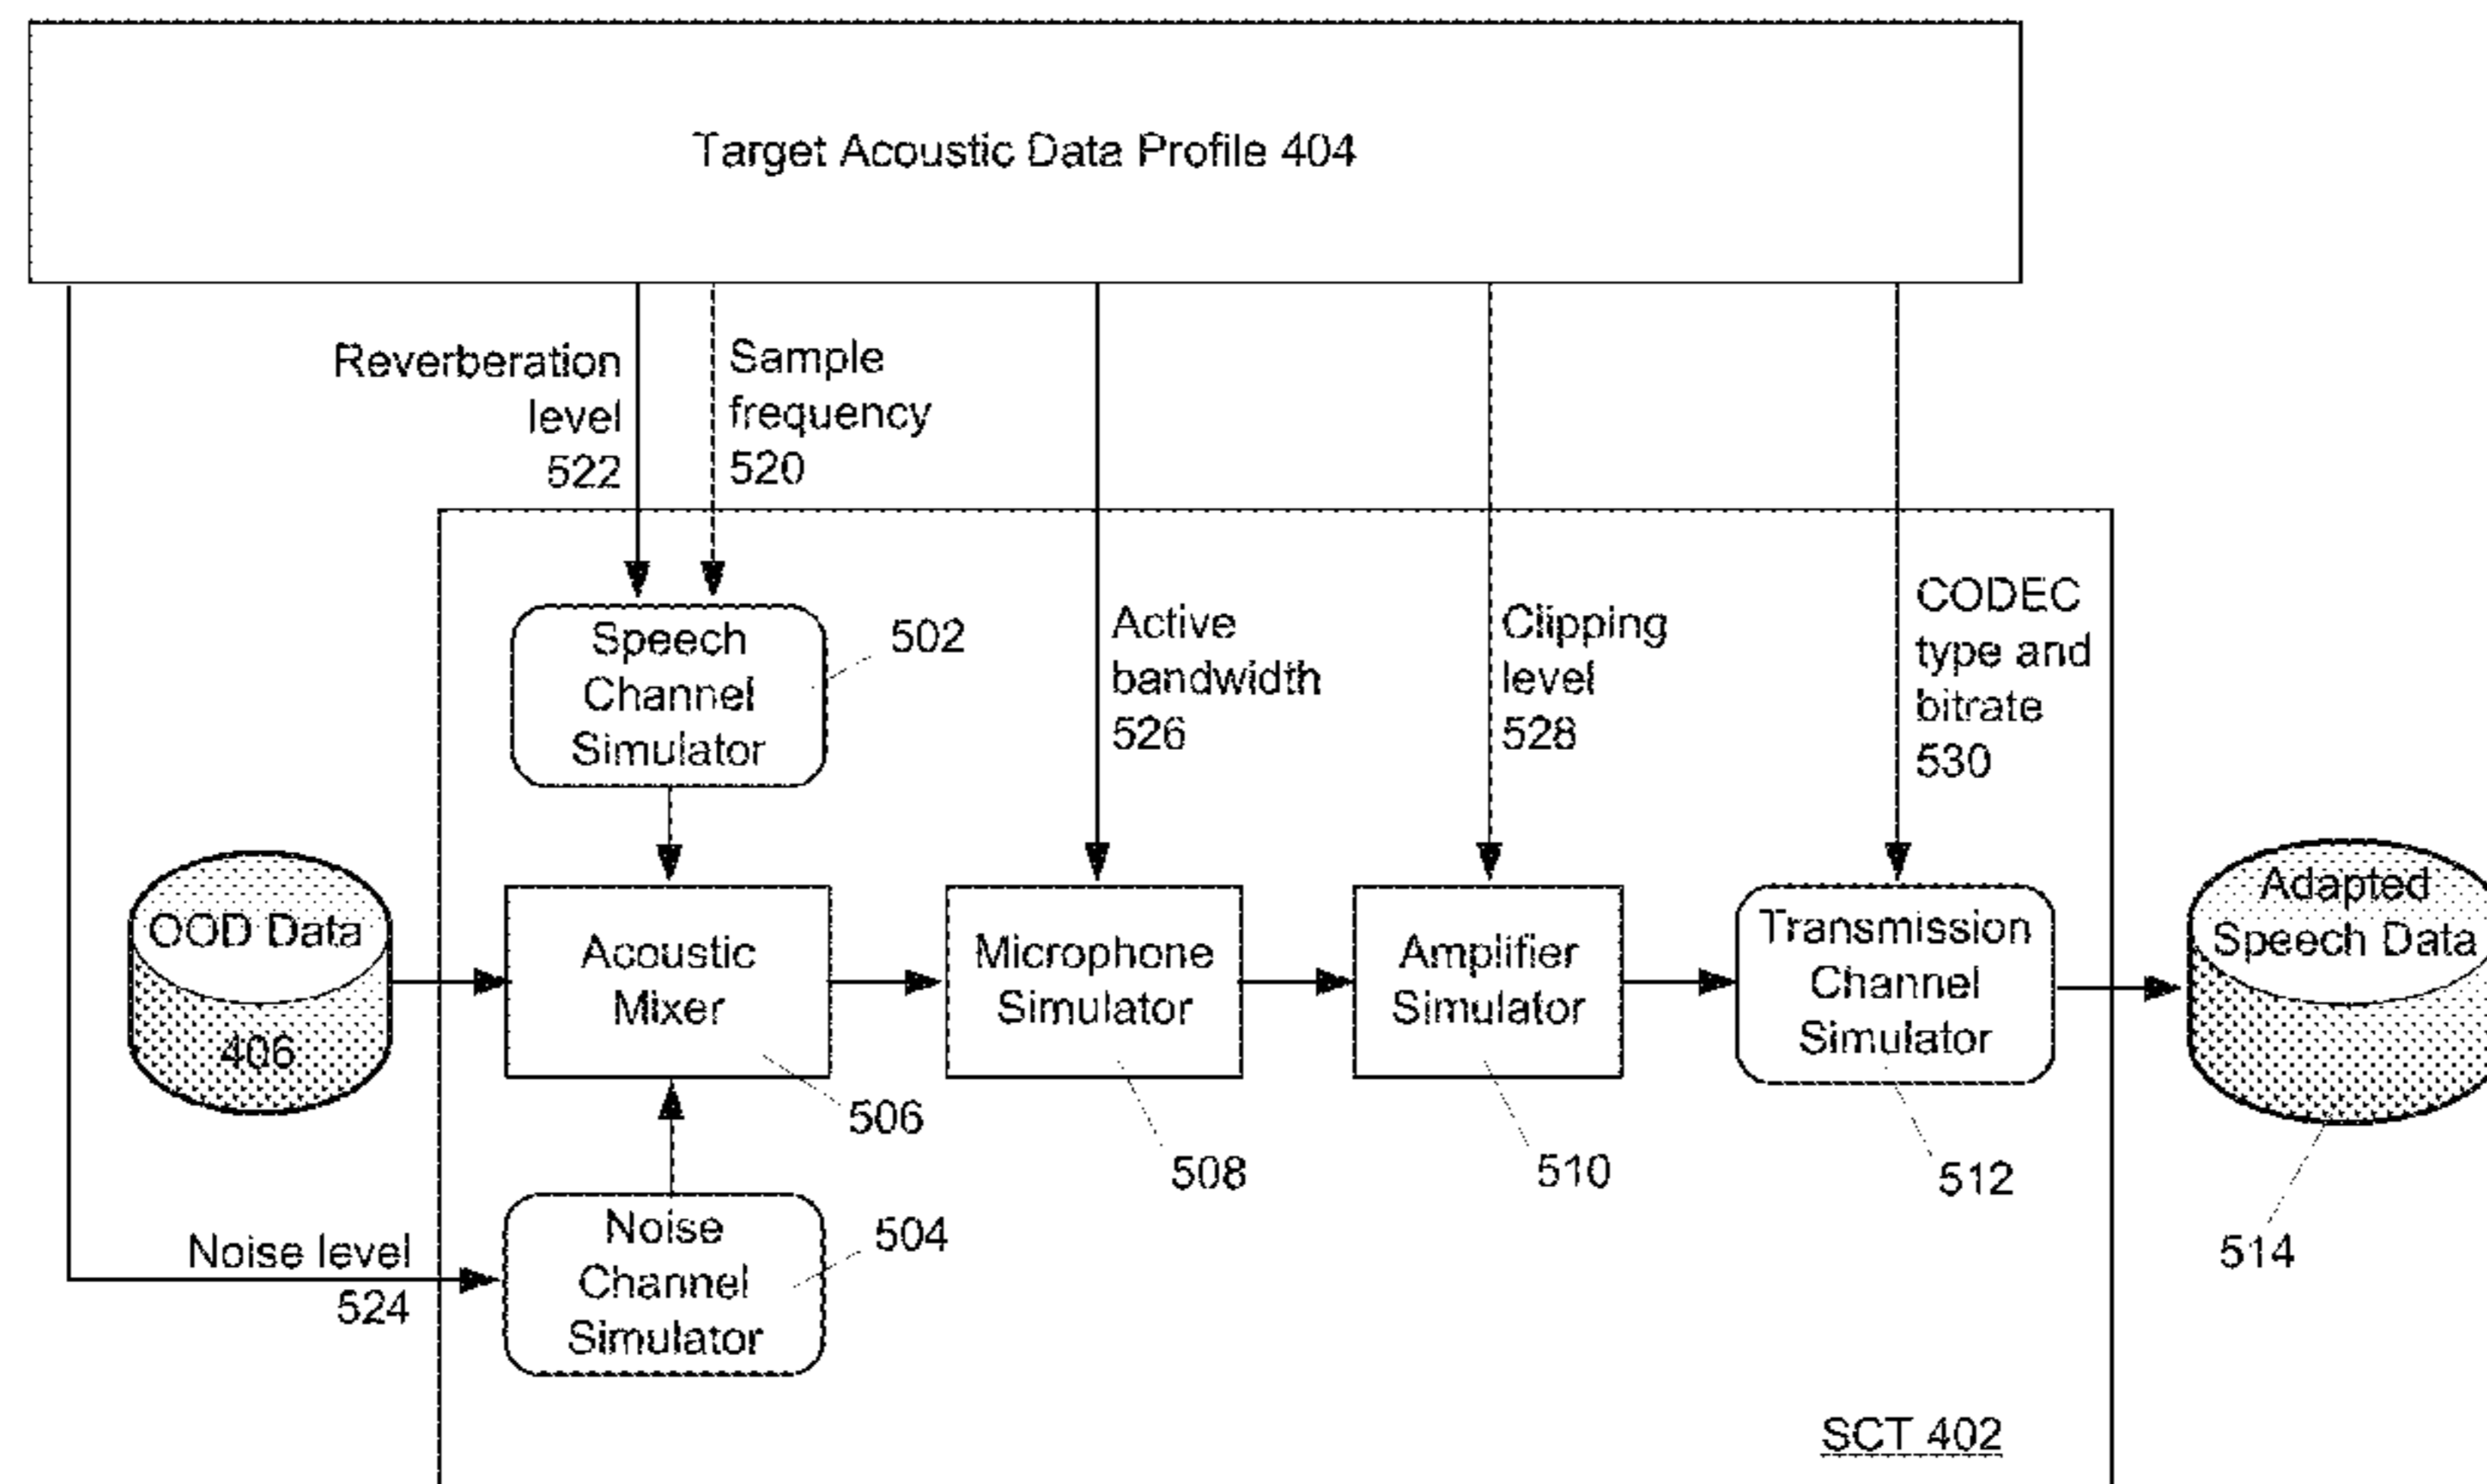 Target Acoustic Data Profile 404
Reverberation
level
522
Sample
frequency
520
Speech
Channel
Simulator
502
Active
bandwidth
526
Clipping
level
528
CODEC
type and
bitrate
530
OOD Data
406
Acoustic
Mixer
506
Microphone
Simulator
508
Amplifier
Simulator
510
Transmission
Channel
Simulator
512
Adapted
Speech Data
514
Noise level
524
Noise
Channel
Simulator
504
SCT 402